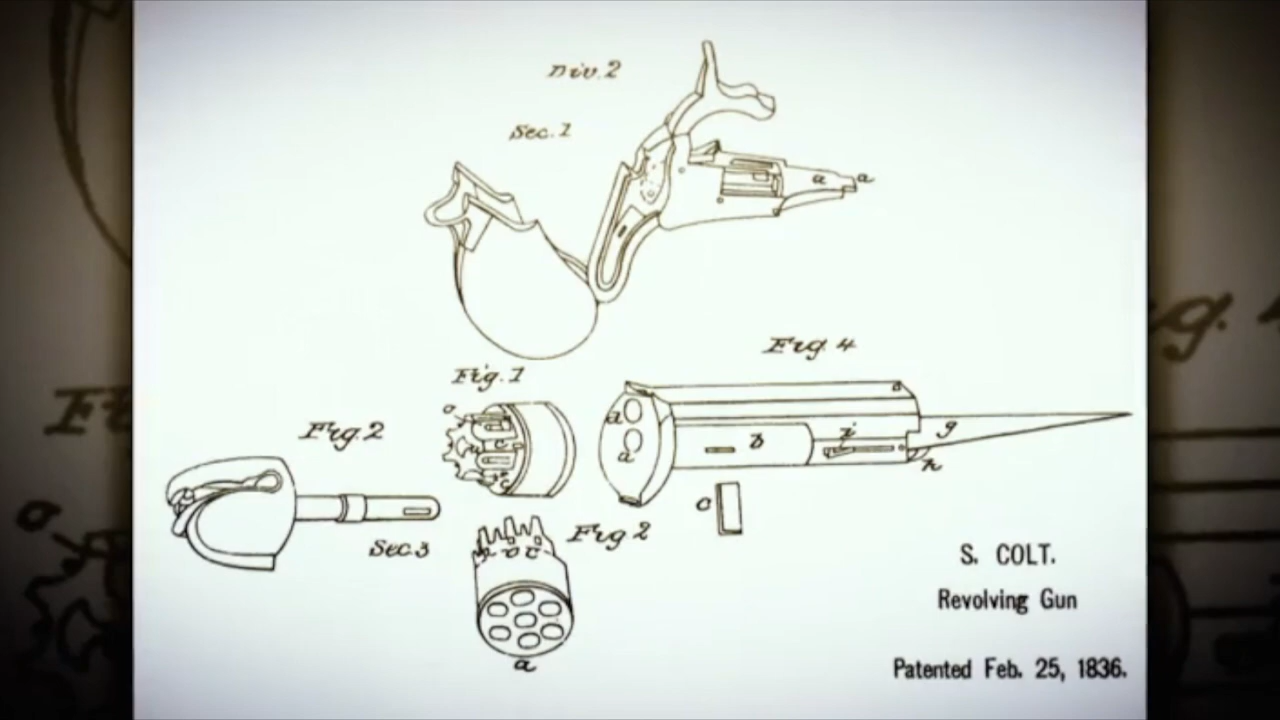 Div. 2
Sec. 1
Fig. 4
Fig. 1
Fig. 2
a
a
a
a
b
i
g
h
c
Sec. 3
Fig 2
a
S. COLT.
Revolving Gun
Patented Feb. 25, 1836.